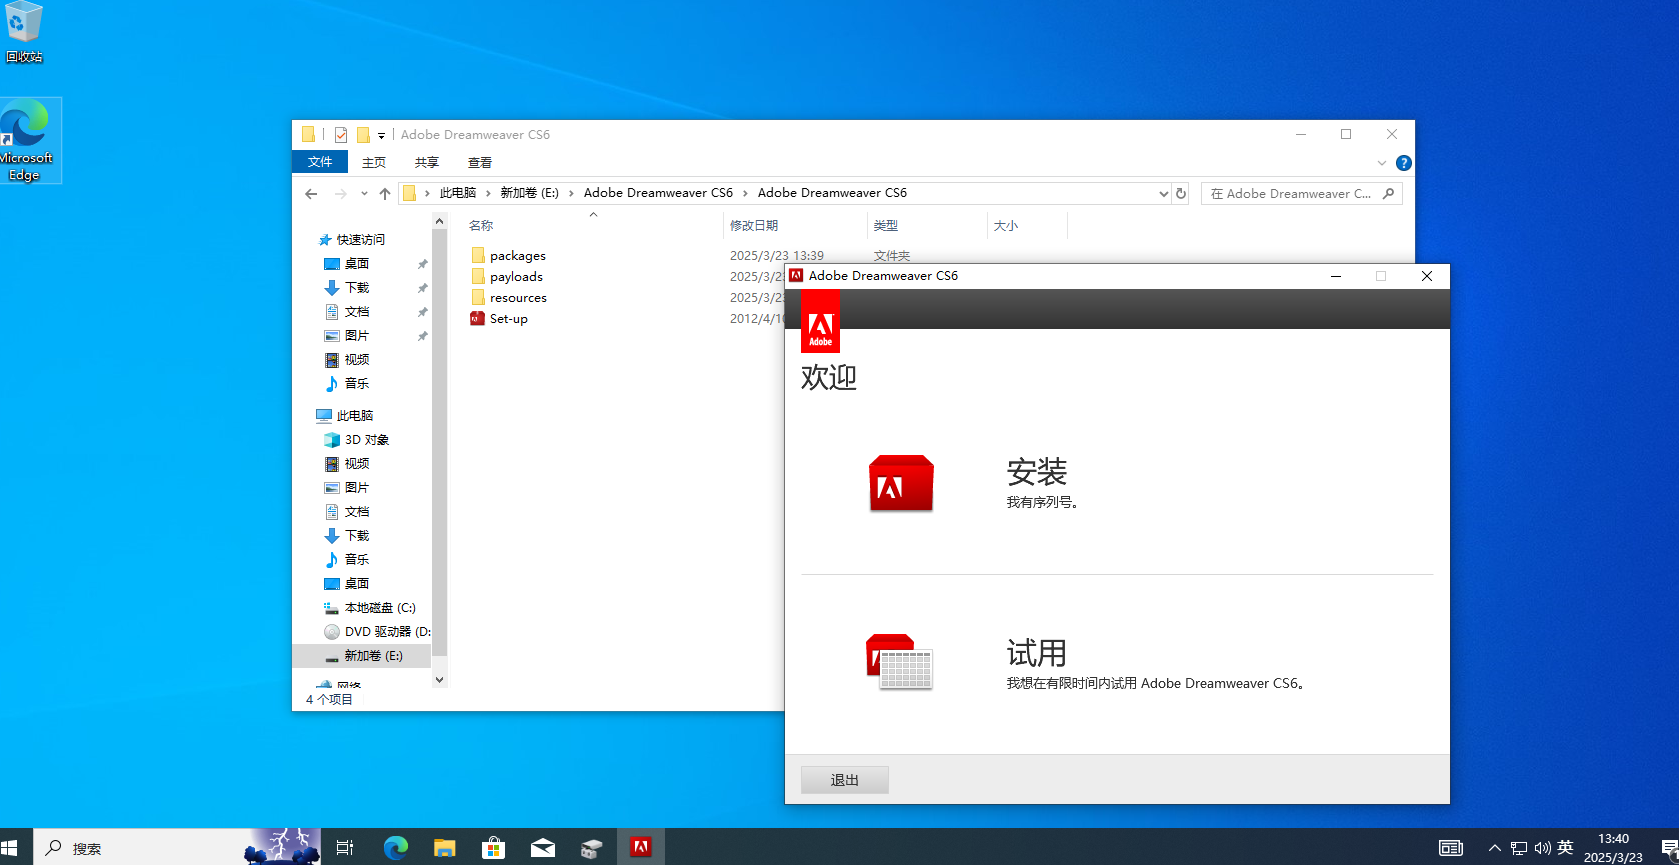 回收站
Microsoft
Edge
Adobe Dreamweaver CS6
文件 主页 共享 查看
此电脑 新加卷 (E:) Adobe Dreamweaver CS6 Adobe Dreamweaver CS6
在 Adobe Dreamweaver C...
名称 修改日期 类型 大小
快速访问
桌面
下载
文档
图片
视频
音乐
此电脑
3D 对象
视频
图片
文档
下载
音乐
桌面
本地磁盘 (C:)
DVD 驱动器 (D:
新加卷 (E:)
网络
4 个项目
packages 2025/3/23 13:39 文件夹
payloads 2025/3/23
resources 2025/3/23
Set-up 2012/4/10
Adobe Dreamweaver CS6
Adobe
欢迎
安装
我有序列号。
试用
我想在有限时间内试用 Adobe Dreamweaver CS6。
退出
搜索
英
13:40
2025/3/23